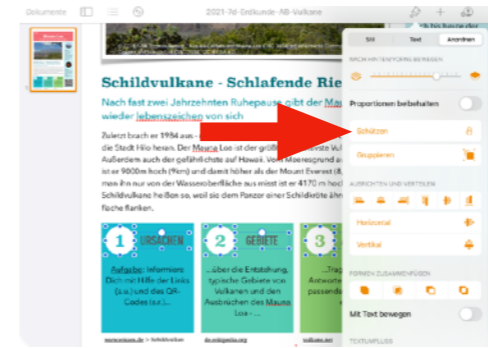 Dokumente
2021-7d-Erdkunde-AB-Vulkane
Stil Text Anordnen
NACH HINTEN/VORNE BEWEGEN
Schildvulkane - Schlafende Rie
Nach fast zwei Jahrzehnten Ruhepause gibt der Mau
wieder lebenszeichen von sich
Proportionen beibehalten
Zuletzt brach er 1984 aus -
Schützen
die Stadt Hilo heran. Der Mauna Loa ist der größ
Außerdem auch der gefährlichste auf Hawaii. Vom Meeresgrund a
Gruppieren
ist er 9000m hoch (9km) und damit höher als der Mount Everest (8,
man ihn nur von der Wasseroberfläche aus misst ist er 4170 m hoch
AUSRICHTEN UND VERTEILEN
Schildvulkane heißen so, weil sie dem Panzer einer Schildkröte ähn
flache flanken.
Horizontal
1 URSACHEN
2 GEBIETE
3
Vertikal
Aufgabe: Informiere
Dich mit Hilfe der Links
(s.u.) und des QR-
Codes (s.r.)...
...über die Entstehung,
typische Gebiete von
Vulkanen und den
Ausbrüchen des Mauna
Loa - ...
...Trag
Antworte
passende
FORMEN ZUSAMMENFÜGEN
Mit Text bewegen
TEXTUMFLUSS
de.wikipedia.org
vulkane.net